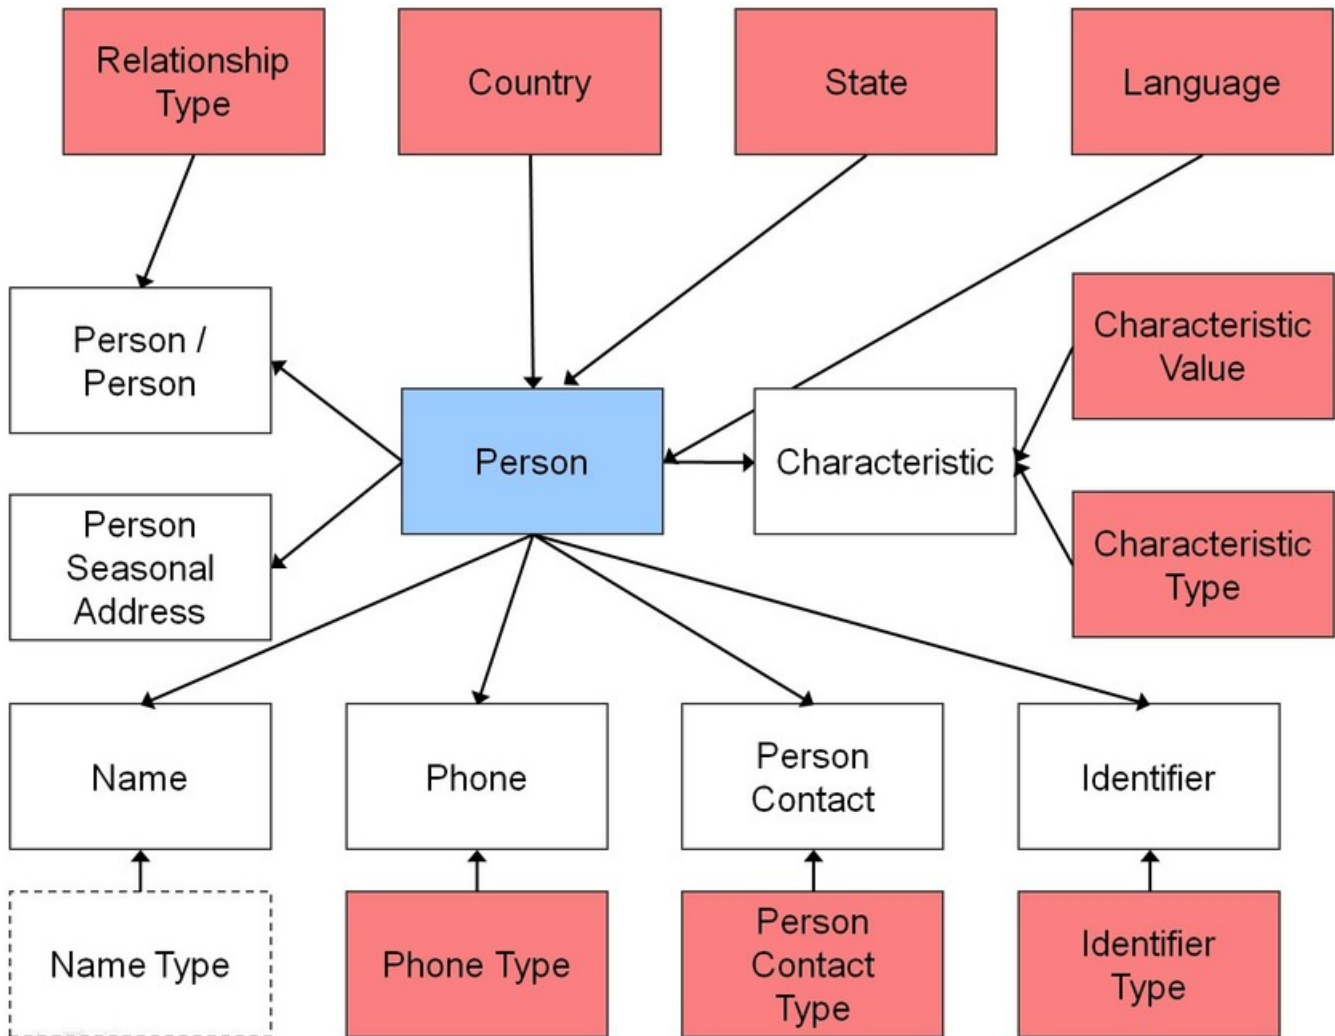 Relationship
Type
Country
State
Language
Person /
Person
Characteristic
Value
Person
Characteristic
Person
Seasonal
Address
Characteristic
Type
Name
Phone
Person
Contact
Identifier
Name Type
Phone Type
Person
Contact
Type
Identifier
Type